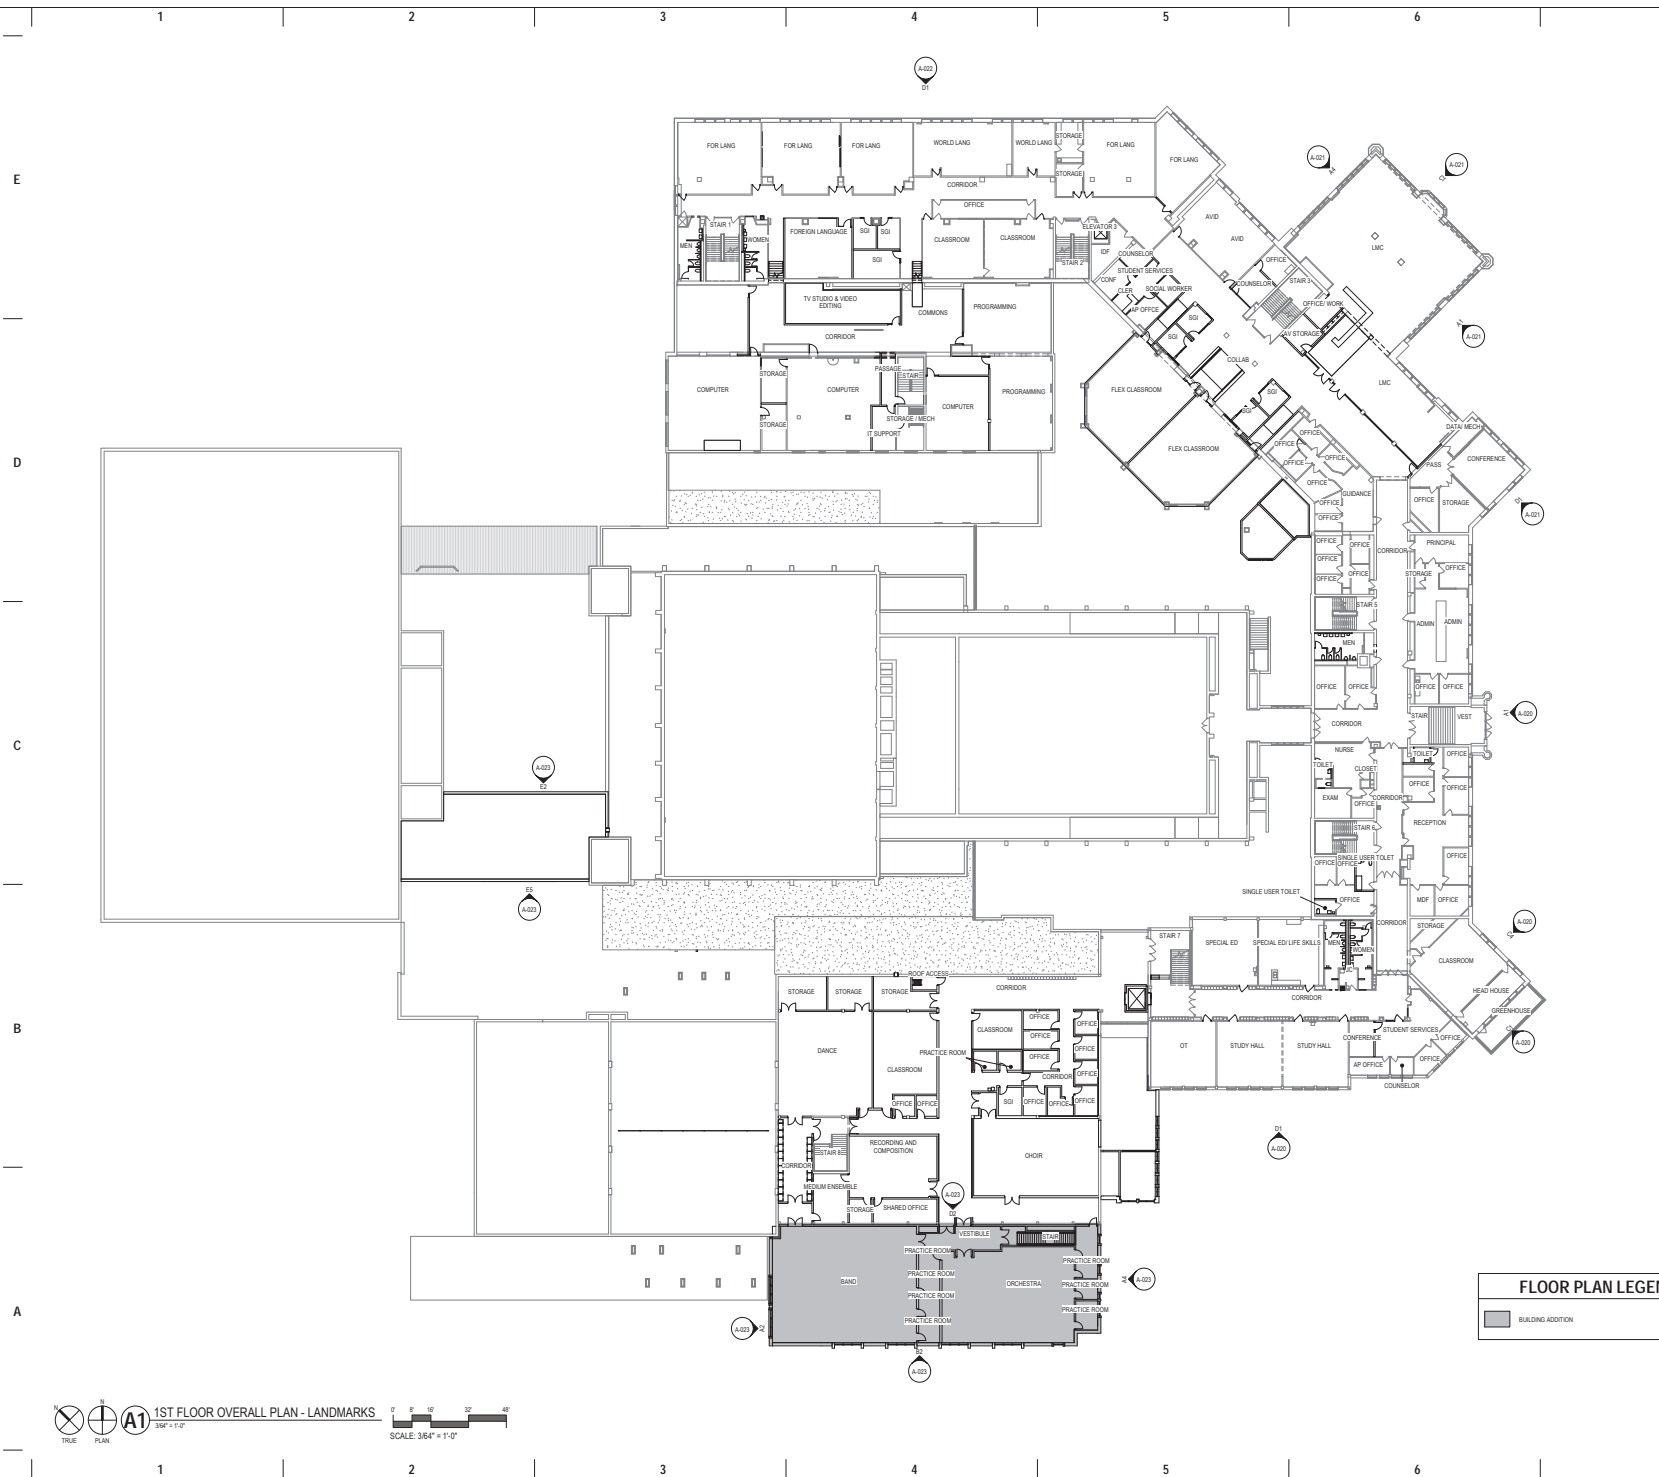 1 2 3 4 5 6
A-022
D1
FOR LANG FOR LANG FOR LANG WORLD LANG WORLD LANG STORAGE FOR LANG FOR LANG
A-021
A4
A-021
C2
E
STORAGE
CORRIDOR
OFFICE
AVID
AVID
LMC
STAIR 1
MEN
WOMEN
FOREIGN LANGUAGE
SGI SGI
SGI
CLASSROOM CLASSROOM
ELEVATOR 3
STAIR 2
IDF
COUNSELOR
OFFICE
STUDENT SERVICES
CONF
CLER
SOCIAL WORKER
COUNSELOR
STAIR 3
AP OFFCE
OFFICE/ WORK
TV STUDIO & VIDEO
EDITING
COMMONS
PROGRAMMING
SGI
SGI
AV STORAGE
A1
A-021
CORRIDOR
COLLAB
LMC
COMPUTER
STORAGE
COMPUTER
PASSAGE
STAIR
COMPUTER
PROGRAMMING
STORAGE
IT SUPPORT
STORAGE / MECH
FLEX CLASSROOM
FLEX CLASSROOM
SGI
SGI
D
OFFICE
OFFICE
OFFICE
OFFICE
OFFICE
GUIDANCE
OFFICE
OFFICE
DATA/ MECH
PASS
CONFERENCE
OFFICE
STORAGE
A-021
OFFICE
OFFICE
OFFICE
OFFICE
OFFICE
CORRIDOR
PRINCIPAL
STORAGE
OFFICE
STAIR 5
ADMIN ADMIN
MEN
OFFICE OFFICE
OFFICE OFFICE
C
CORRIDOR
STAIR
VEST
A1
A-020
NURSE
TOILET
CLOSET
EXAM
OFFICE
CORRIDOR
TOILET
OFFICE
OFFICE
OFFICE
RECEPTION
STAIR 6
SINGLE USER TOILET
OFFICE
OFFICE
OFFICE
A-023
E2
E5
A-023
SINGLE USER TOILET
OFFICE
MDF OFFICE
CORRIDOR
STORAGE
A-020
STAIR 7
SPECIAL ED
SPECIAL ED/ LIFE SKILLS
MEN
WOMEN
JC
CLASSROOM
HEAD HOUSE
GREENHOUSE
A-020
B
ROOF ACCESS
STORAGE STORAGE STORAGE
CORRIDOR
CORRIDOR
DANCE
CLASSROOM
OFFICE OFFICE
PRACTICE ROOM
CLASSROOM
OFFICE
OFFICE
OFFICE
OFFICE
OFFICE
OFFICE
CORRIDOR
SGI
OFFICE
OFFICE
OFFICE
OT
STUDY HALL STUDY HALL
CONFERENCE
STUDENT SERVICES
OFFICE
AP OFFICE
OFFICE
COUNSELOR
D1
A-020
RECORDING AND
COMPOSITION
STAIR 8
CHOIR
CORRIDOR
MEDIUM ENSEMBLE
STORAGE
SHARED OFFICE
A-023
D2
VESTIBULE
STAIR
PRACTICE ROOM
PRACTICE ROOM
PRACTICE ROOM
PRACTICE ROOM
BAND
ORCHESTRA
PRACTICE ROOM
PRACTICE ROOM
PRACTICE ROOM
A4
A-023
A
A-023
A2
B2
A-023
FLOOR PLAN LEGEN
BUILDING ADDITION
N
TRUE
N
PLAN
A1
1ST FLOOR OVERALL PLAN - LANDMARKS
3/64" = 1'-0"
0' 8' 16' 32' 48'
SCALE: 3/64" = 1'-0"
1 2 3 4 5 6